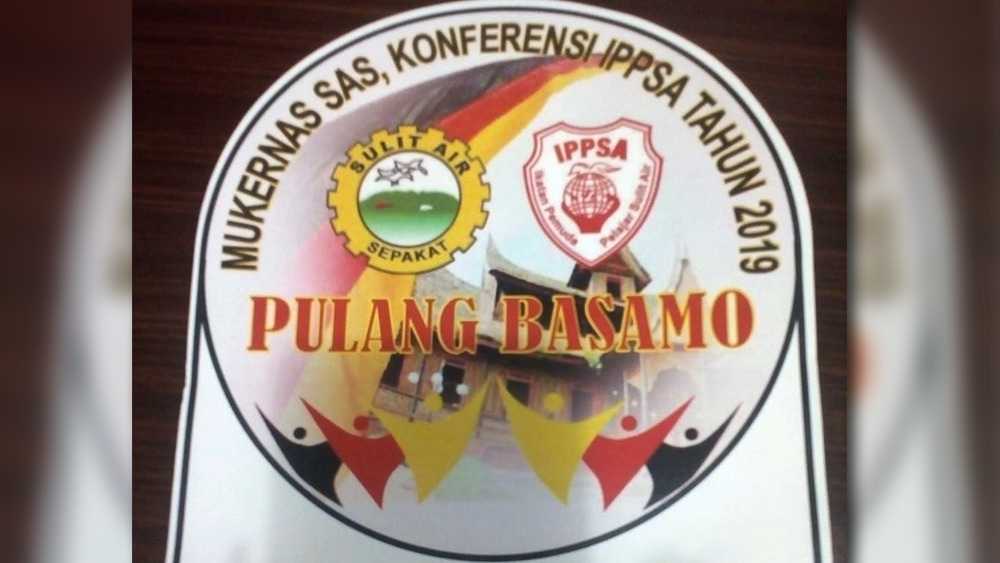 MUKERNAS SAS, KONFERENSI IPPSA TAHUN 2019
SULIT AIR
SEPAKAT
IPPSA
Ikatan Pemuda
Pelajar Sulit Air
PULANG BASAMO